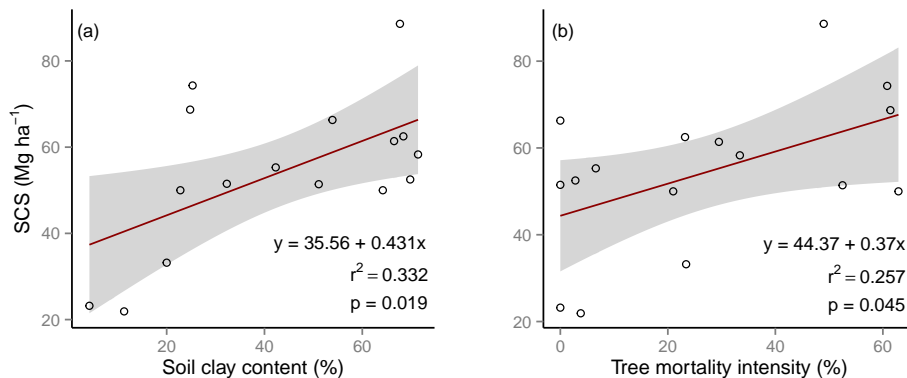 (a)
SCS (Mg ha⁻¹)
80
60
40
20
y = 35.56 + 0.431x
r² = 0.332
p = 0.019
20 40 60
Soil clay content (%)
(b)
80
60
40
20
y = 44.37 + 0.37x
r² = 0.257
p = 0.045
0 20 40 60
Tree mortality intensity (%)